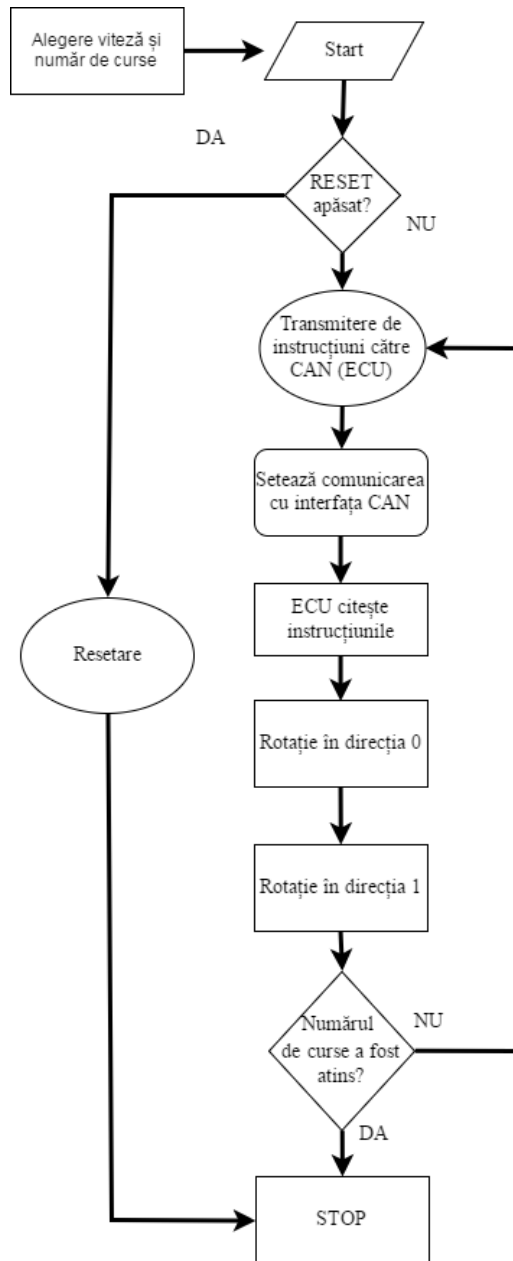 Alegere viteză și
număr de curse
Start
DA
RESET
apăsat?
NU
Transmitere de
instrucțiuni către
CAN (ECU)
Setează comunicarea
cu interfața CAN
ECU citește
instrucțiunile
Resetare
Rotație în direcția 0
Rotație în direcția 1
Numărul
de curse a fost
atins?
NU
DA
STOP